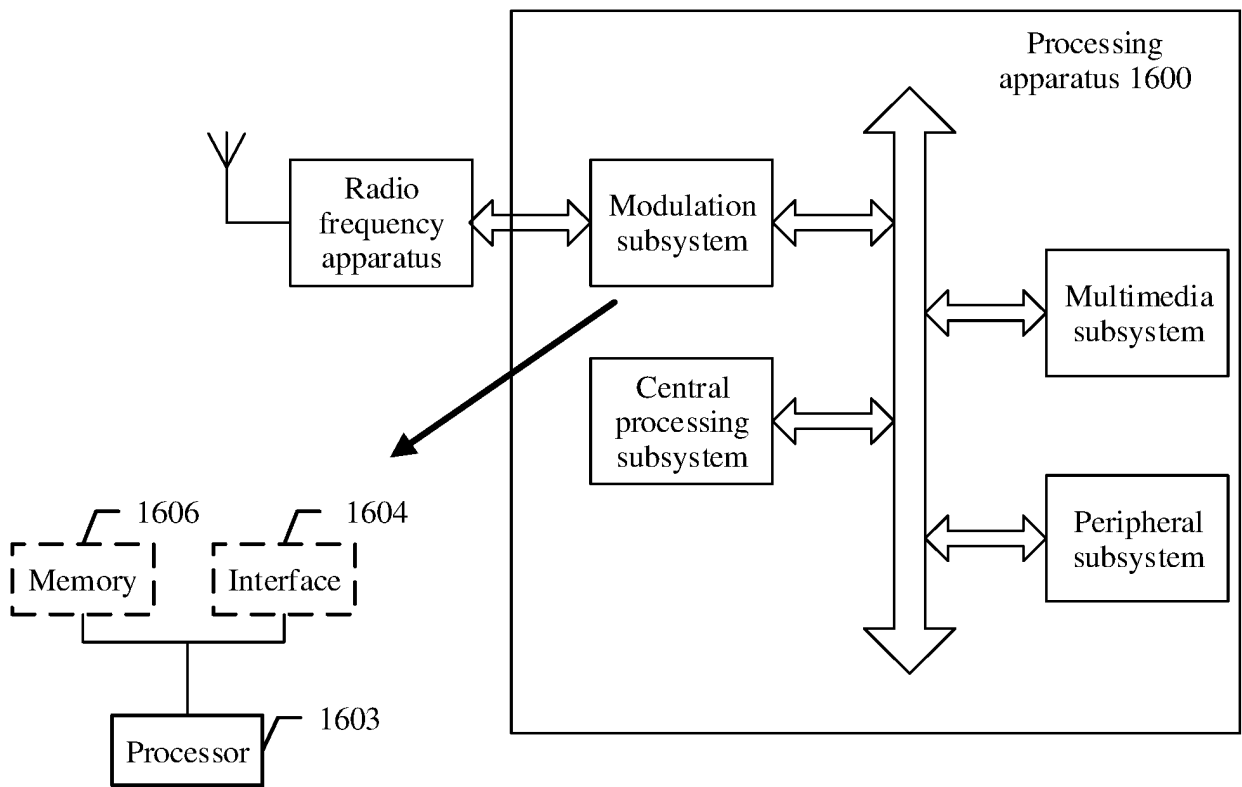 Processing
apparatus 1600
Radio
frequency
apparatus
Modulation
subsystem
Multimedia
subsystem
Central
processing
subsystem
Peripheral
subsystem
1606
1604
Memory
Interface
1603
Processor